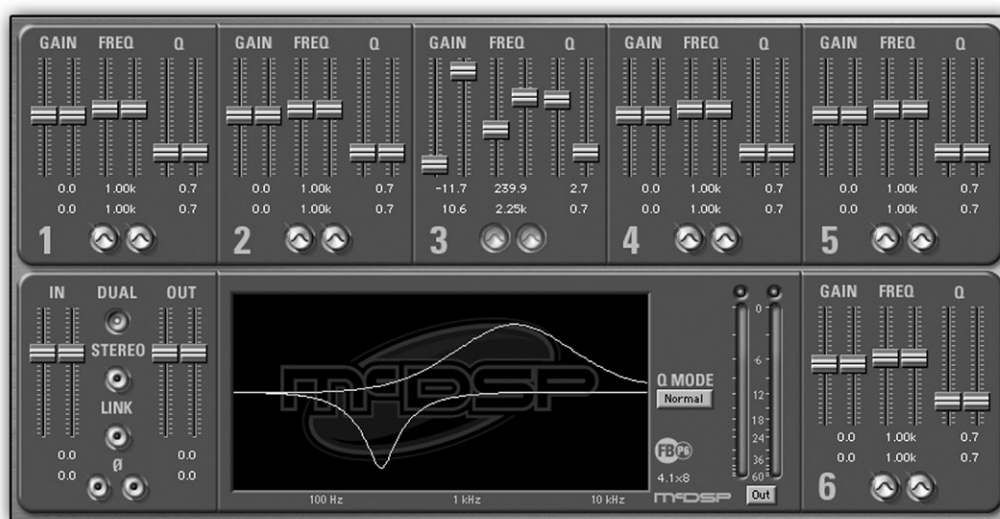 GAIN FREQ Q GAIN FREQ Q GAIN FREQ Q GAIN FREQ Q GAIN FREQ Q
0.0 1.00k 0.7 0.0 1.00k 0.7 -11.7 239.9 2.7 0.0 1.00k 0.7 0.0 1.00k 0.7
0.0 1.00k 0.7 0.0 1.00k 0.7 10.6 2.25k 0.7 0.0 1.00k 0.7 0.0 1.00k 0.7
1 2 3 4 5
IN DUAL OUT
STEREO
LINK
Ø
0.0 0.0
0.0 0.0
McDSP
100 Hz 1 kHz 10 kHz
Q MODE
Normal
FB P6
4.1x8
McDSP
0
-6
12
18
24
36
60
Out
GAIN FREQ Q
0.0 1.00k 0.7
0.0 1.00k 0.7
6